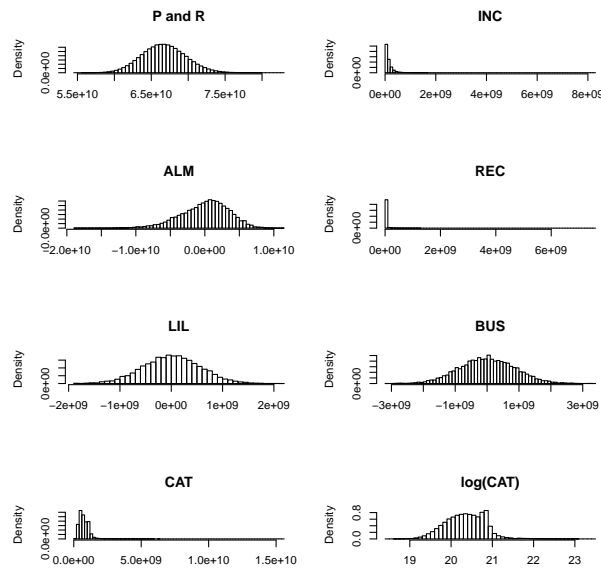 P and R
Density
0.0e+00
5.5e+10 6.5e+10 7.5e+10
INC
Density
0e+00
0e+00 2e+09 4e+09 6e+09 8e+09
ALM
Density
0.0e+00
−2.0e+10 −1.0e+10 0.0e+00 1.0e+10
REC
Density
0e+00
0e+00 2e+09 4e+09 6e+09
LIL
Density
0e+00
−2e+09 −1e+09 0e+00 1e+09 2e+09
BUS
Density
0e+00
−3e+09 −1e+09 1e+09 3e+09
CAT
Density
0.0e+00
0.0e+00 5.0e+09 1.0e+10 1.5e+10
log(CAT)
Density
0.0 0.8
19 20 21 22 23